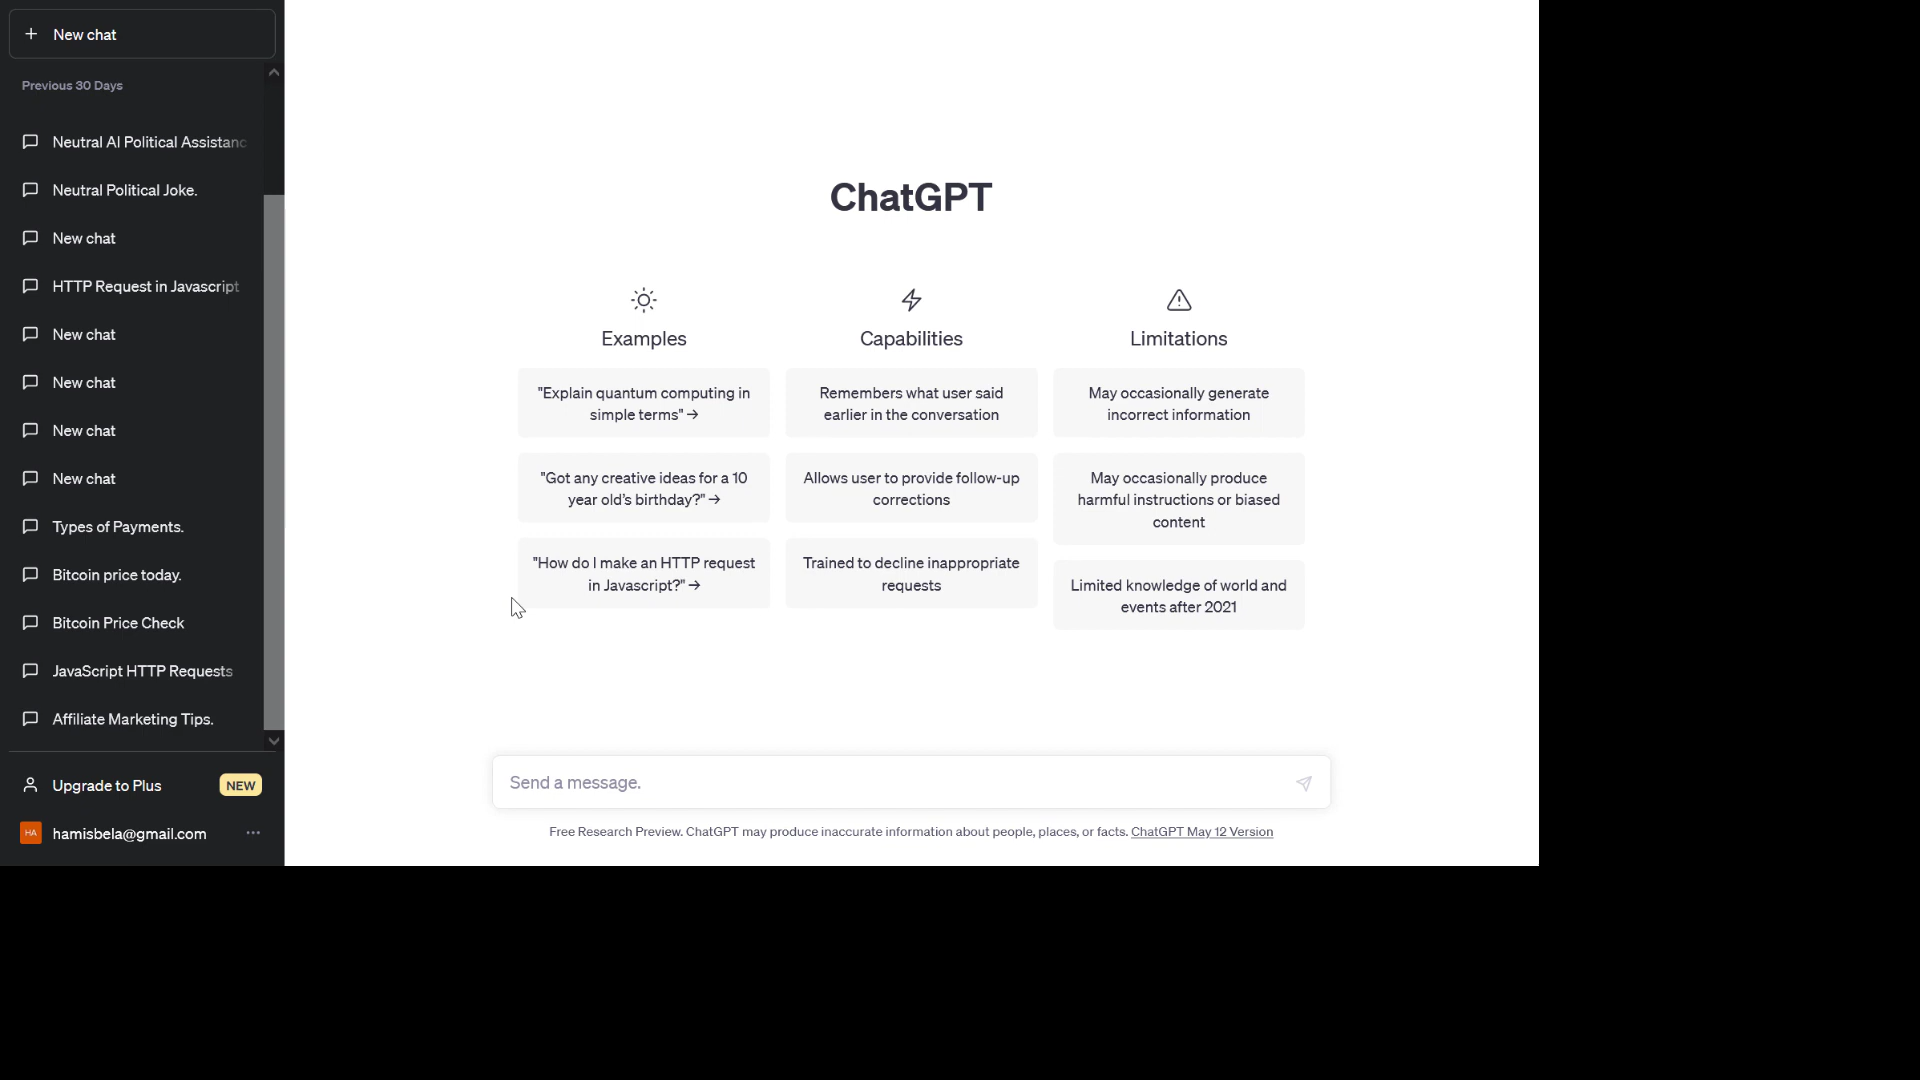 New chat
Previous 30 Days
Neutral AI Political Assistanc
Neutral Political Joke.
New chat
HTTP Request in Javascript
New chat
New chat
New chat
New chat
Types of Payments.
Bitcoin price today.
Bitcoin Price Check
JavaScript HTTP Requests
Affiliate Marketing Tips.
Upgrade to Plus
NEW
HA
hamisbela@gmail.com
ChatGPT
Examples
"Explain quantum computing in
simple terms" →
"Got any creative ideas for a 10
year old's birthday?" →
"How do I make an HTTP request
in Javascript?" →
Capabilities
Remembers what user said
earlier in the conversation
Allows user to provide follow-up
corrections
Trained to decline inappropriate
requests
Limitations
May occasionally generate
incorrect information
May occasionally produce
harmful instructions or biased
content
Limited knowledge of world and
events after 2021
Send a message.
Free Research Preview. ChatGPT may produce inaccurate information about people, places, or facts. ChatGPT May 12 Version